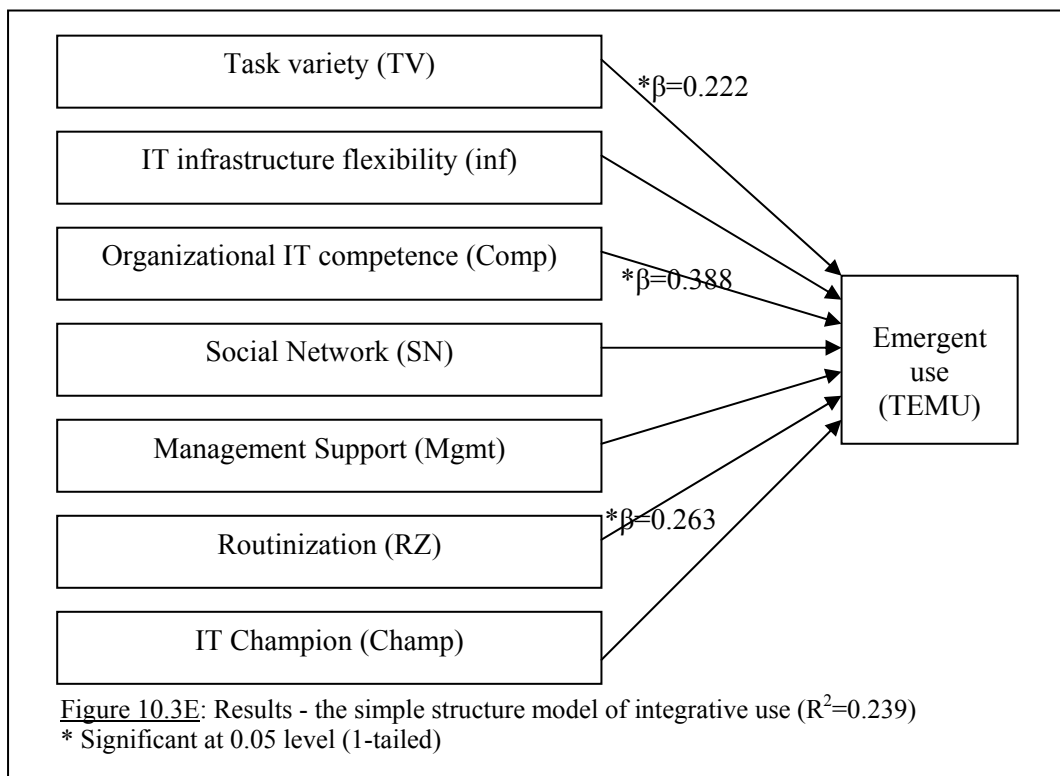 Task variety (TV)
*β=0.222
IT infrastructure flexibility (inf)
Organizational IT competence (Comp)
*β=0.388
Social Network (SN)
Emergent
use
(TEMU)
Management Support (Mgmt)
Routinization (RZ)
*β=0.263
IT Champion (Champ)
Figure 10.3E: Results - the simple structure model of integrative use (R²=0.239)
* Significant at 0.05 level (1-tailed)